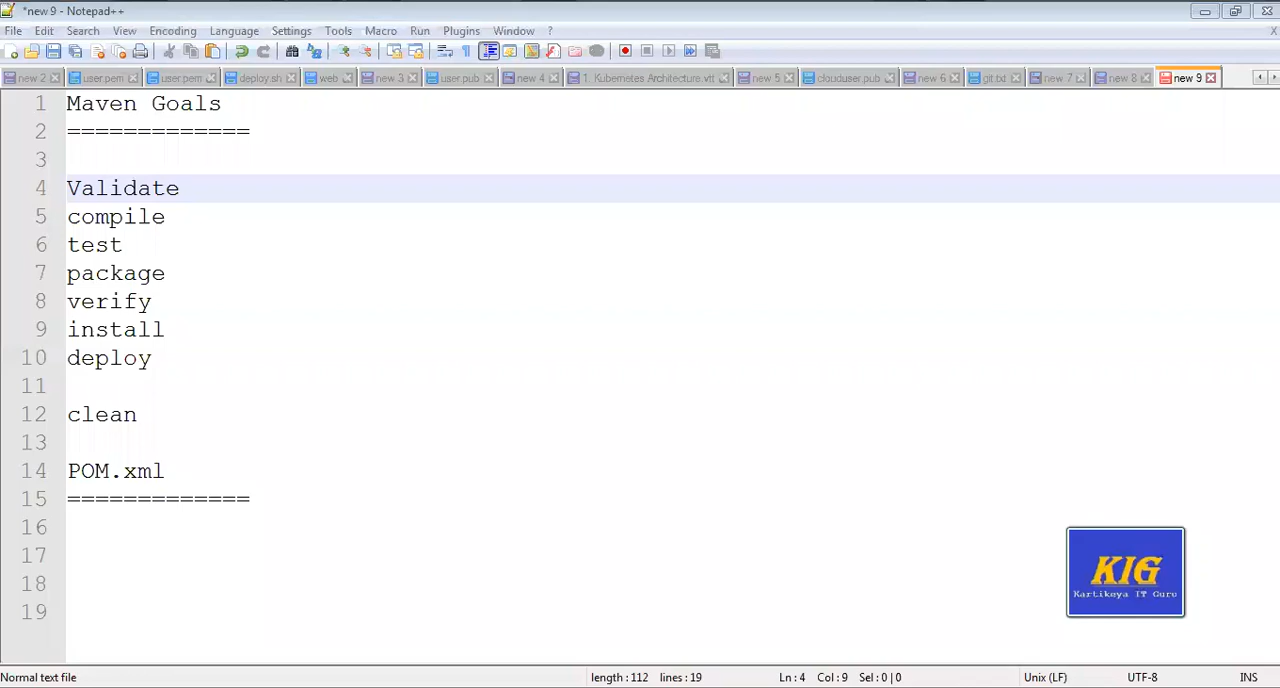 *new 9 - Notepad++
File Edit Search View Encoding Language Settings Tools Macro Run Plugins Window ? X
new 2 user.pem user.pem deploy.sh web new 3 user.pub new 4 1. Kubernetes Architecture.vtt new 5 clouduser.pub new 6 git.txt new 7 new 8 new 9
1 Maven Goals
2 =============
3
4 Validate
5 compile
6 test
7 package
8 verify
9 install
10 deploy
11
12 clean
13
14 POM.xml
15 =============
16
17
18
19
KIG
Kartikeya IT Guru
Normal text file length : 112 lines : 19 Ln : 4 Col : 9 Sel : 0 | 0 Unix (LF) UTF-8 INS